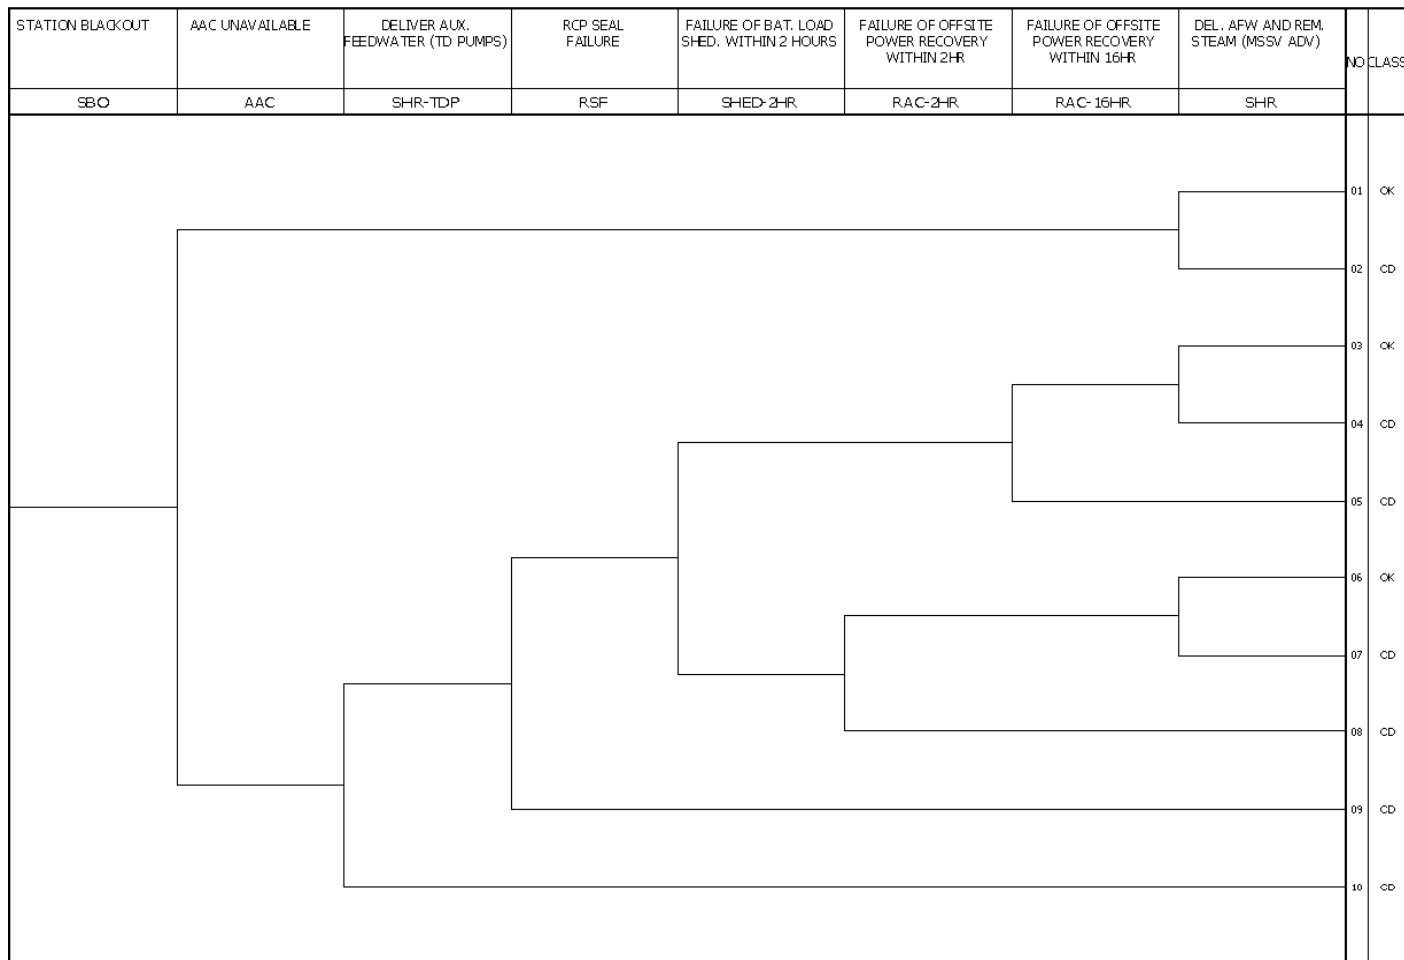 STATION BLACKOUT
AAC UNAVAILABLE
DELIVER AUX.
FEEDWATER (TD PUMPS)
RCP SEAL
FAILURE
FAILURE OF BAT. LOAD
SHED. WITHIN 2 HOURS
FAILURE OF OFFSITE
POWER RECOVERY
WITHIN 2HR
FAILURE OF OFFSITE
POWER RECOVERY
WITHIN 16HR
DEL. AFW AND REM.
STEAM (MSSV ADV)
NO
CLASS
SBO
AAC
SHR-TDP
RSF
SHED-2HR
RAC-2HR
RAC-16HR
SHR
01 OK
02 CD
03 OK
04 CD
05 CD
06 OK
07 CD
08 CD
09 CD
10 CD